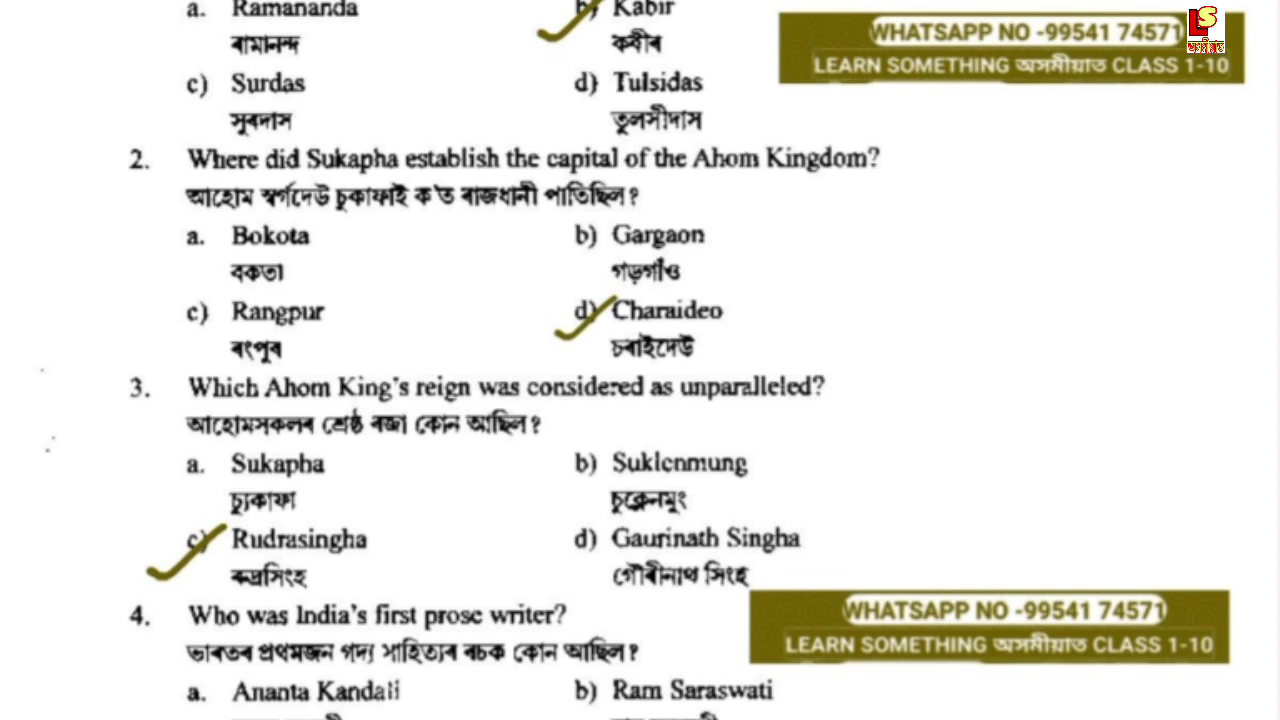 a. Ramananda b) Kabir
ৰামানন্দ কবীৰ
WHATSAPP NO -99541 74571
LEARN SOMETHING অসমীয়াত CLASS 1-10
LS
c) Surdas d) Tulsidas
সুৰদাস তুলসীদাস
2. Where did Sukapha establish the capital of the Ahom Kingdom?
আহোম স্বৰ্গদেউ চুকাফাই ক'ত ৰাজধানী পাতিছিল?
a. Bokota b) Gargaon
বকতা গড়গাঁও
c) Rangpur d) Charaideo
ৰংপুৰ চৰাইদেউ
3. Which Ahom King's reign was considered as unparalleled?
আহোমসকলৰ শ্ৰেষ্ঠ ৰজা কোন আছিল?
a. Sukapha b) Suklenmung
চ্যুকাফা চুক্লেনমুং
c) Rudrasingha d) Gaurinath Singha
ৰুদ্ৰসিংহ গৌৰীনাথ সিংহ
4. Who was India's first prose writer?
ভাৰতৰ প্ৰথমজন গদ্য সাহিত্যৰ ৰচক কোন আছিল?
WHATSAPP NO -99541 74571
LEARN SOMETHING অসমীয়াত CLASS 1-10
a. Ananta Kandali b) Ram Saraswati